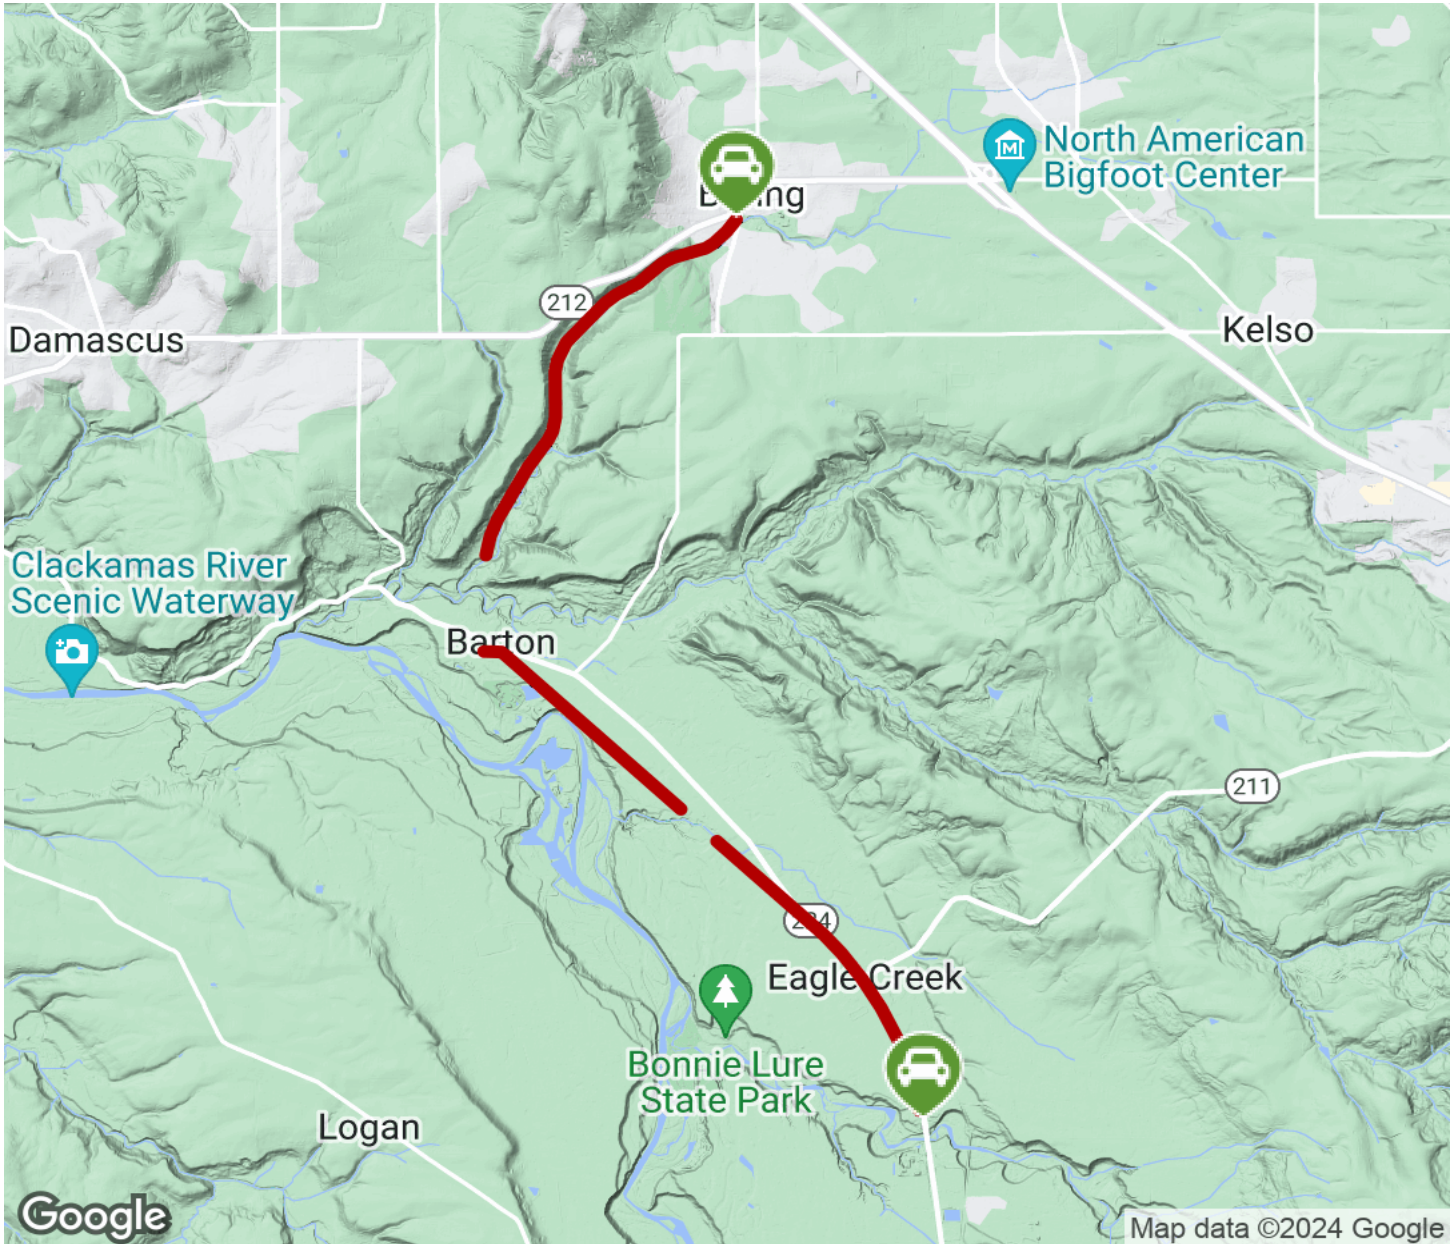 North American
Bigfoot Center
212
Damascus
Kelso
Clackamas River
Scenic Waterway
Barton
211
Eagle Creek
Bonnie Lure
State Park
Logan
Google
Map data ©2024 Google